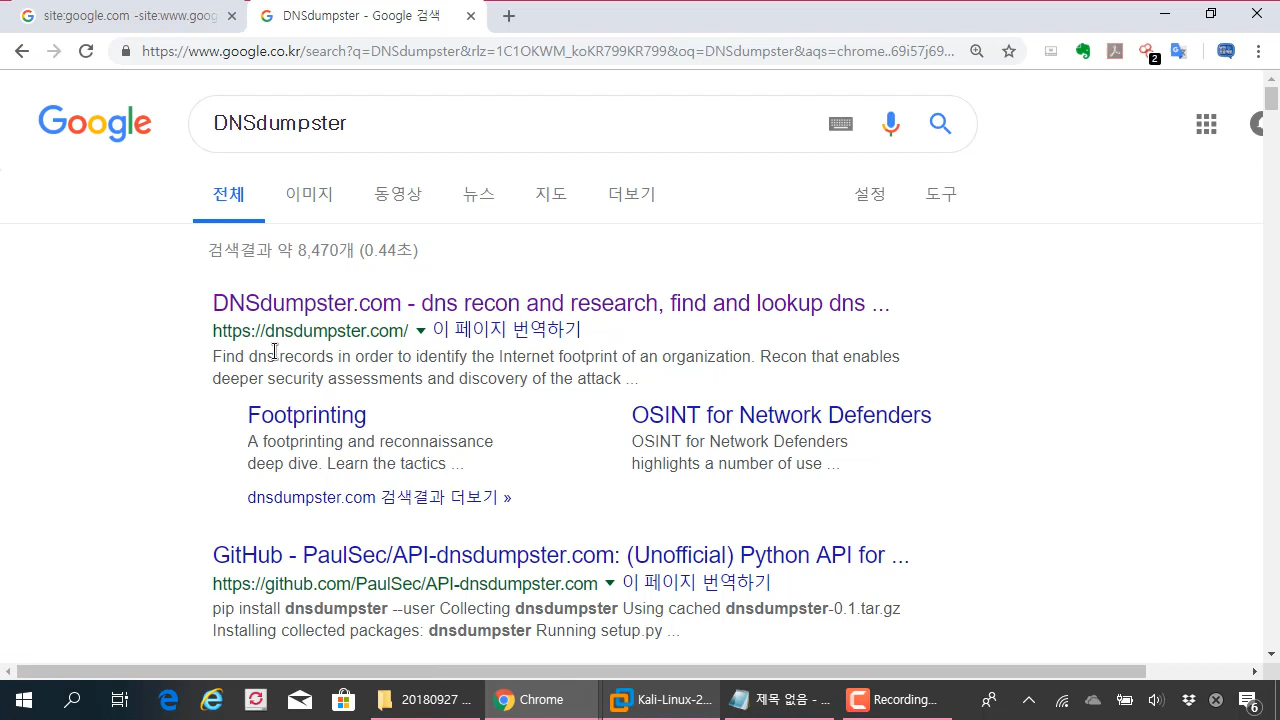 site:google.com -site:www.goog
DNSdumpster - Google 검색
https://www.google.co.kr/search?q=DNSdumpster&rlz=1C1OKWM_koKR799KR799&oq=DNSdumpster&aqs=chrome..69i57j69...
2
Google
DNSdumpster
전체 이미지 동영상 뉴스 지도 더보기 설정 도구
검색결과 약 8,470개 (0.44초)
DNSdumpster.com - dns recon and research, find and lookup dns ...
https://dnsdumpster.com/ 이 페이지 번역하기
Find dns records in order to identify the Internet footprint of an organization. Recon that enables
deeper security assessments and discovery of the attack ...
Footprinting
A footprinting and reconnaissance
deep dive. Learn the tactics ...
OSINT for Network Defenders
OSINT for Network Defenders
highlights a number of use ...
dnsdumpster.com 검색결과 더보기 »
GitHub - PaulSec/API-dnsdumpster.com: (Unofficial) Python API for ...
https://github.com/PaulSec/API-dnsdumpster.com 이 페이지 번역하기
pip install dnsdumpster --user Collecting dnsdumpster Using cached dnsdumpster-0.1.tar.gz
Installing collected packages: dnsdumpster Running setup.py ...
20180927 Chrome Kali-Linux-2... 제목 없음 - ... Recording... 6